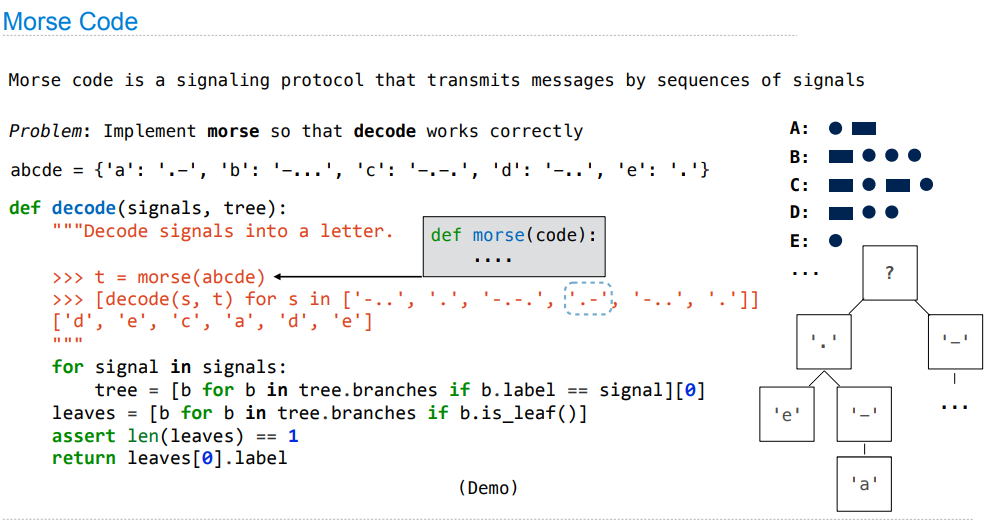 Morse Code
Morse code is a signaling protocol that transmits messages by sequences of signals
Problem: Implement morse so that decode works correctly
abcde = {'a': '.—', 'b': '—...', 'c': '—.—.', 'd': '—..', 'e': '.'}
def decode(signals, tree):
"""Decode signals into a letter.
>>> t = morse(abcde)
>>> [decode(s, t) for s in ['-..', '.', '-.-.', '.-', '-..', '.']]
['d', 'e', 'c', 'a', 'd', 'e']
"""
for signal in signals:
tree = [b for b in tree.branches if b.label == signal][0]
leaves = [b for b in tree.branches if b.is_leaf()]
assert len(leaves) == 1
return leaves[0].label
(Demo)
def morse(code):
....
A:
B:
C:
D:
E:
...
?
'.'
'—'
'e'
'—'
...
'a'